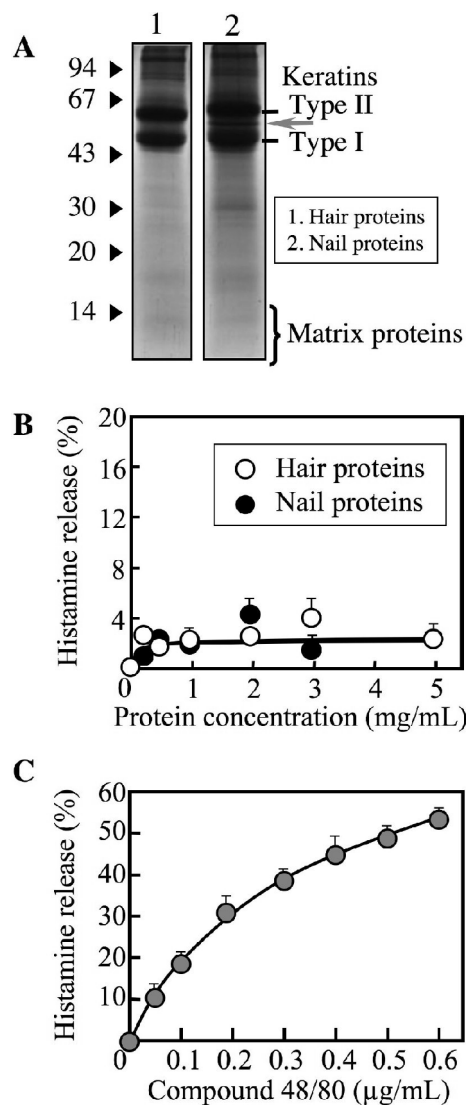 A
1 2
94
67
43
30
20
14
Keratins
Type II
Type I
1. Hair proteins
2. Nail proteins
Matrix proteins
B
Histamine release (%)
20
16
12
8
4
0 1 2 3 4 5
Hair proteins
Nail proteins
Protein concentration (mg/mL)
C
Histamine release (%)
60
50
40
30
20
10
0 0.1 0.2 0.3 0.4 0.5 0.6
Compound 48/80 (μg/mL)